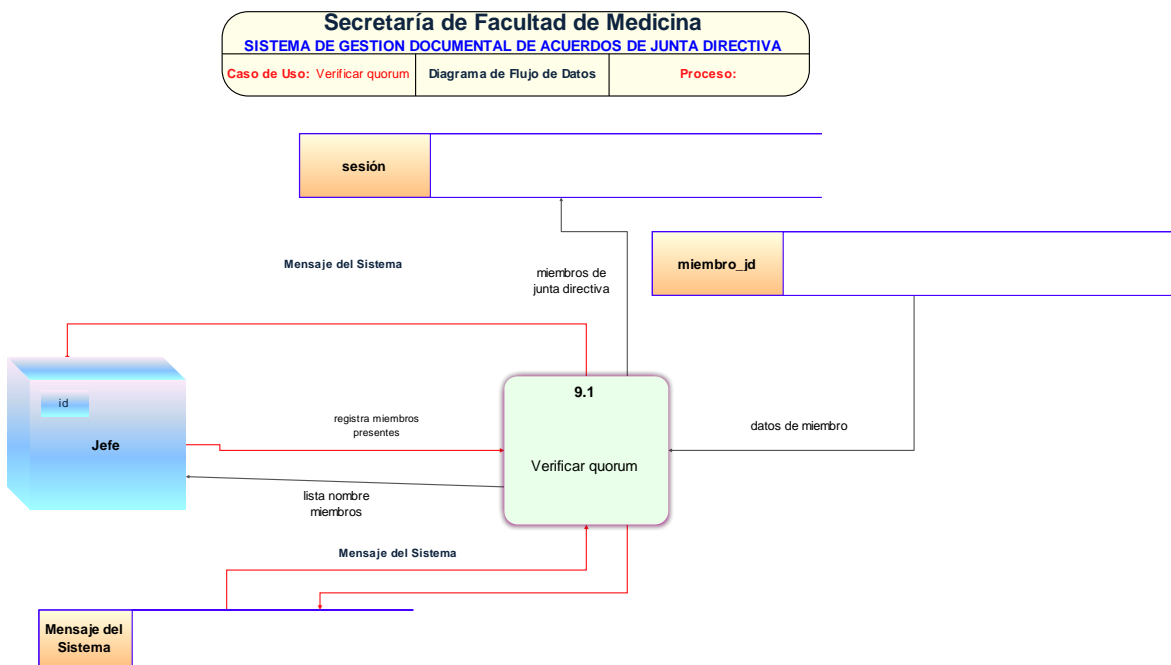 Secretaría de Facultad de Medicina
SISTEMA DE GESTION DOCUMENTAL DE ACUERDOS DE JUNTA DIRECTIVA
Caso de Uso: Verificar quorum
Diagrama de Flujo de Datos
Proceso:
sesión
miembro_jd
Mensaje del Sistema
miembros de
junta directiva
9.1
id
Jefe
registra miembros
presentes
datos de miembro
Verificar quorum
lista nombre
miembros
Mensaje del Sistema
Mensaje del
Sistema